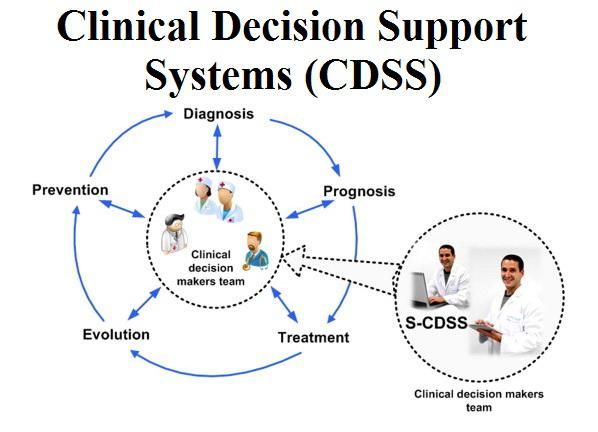 Clinical Decision Support
Systems (CDSS)
Diagnosis
Prevention
Prognosis
Clinical
decision
makers team
S-CDSS
Evolution
Treatment
Clinical decision makers
team